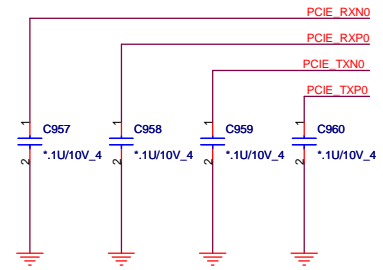 PCIE_RXN0
PCIE_RXP0
PCIE_TXN0
PCIE_TXP0
1 1 1 1
C957 C958 C959 C960
*.1U/10V_4 *.1U/10V_4 *.1U/10V_4 *.1U/10V_4
2 2 2 2